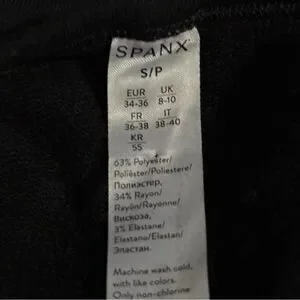 SPANX®
S/P
EUR UK
34-36 8-10
FR IT
36-38 38-40
KR
55
63% Polyester/
Poliéster/Poliestere/
Полиэстер,
34% Rayon/
Rayón/Rayonne/
Вискоза,
3% Elastane/
Elastano/Elastan/
Эластан.
Machine wash cold,
with like colors.
Only non-chlorine